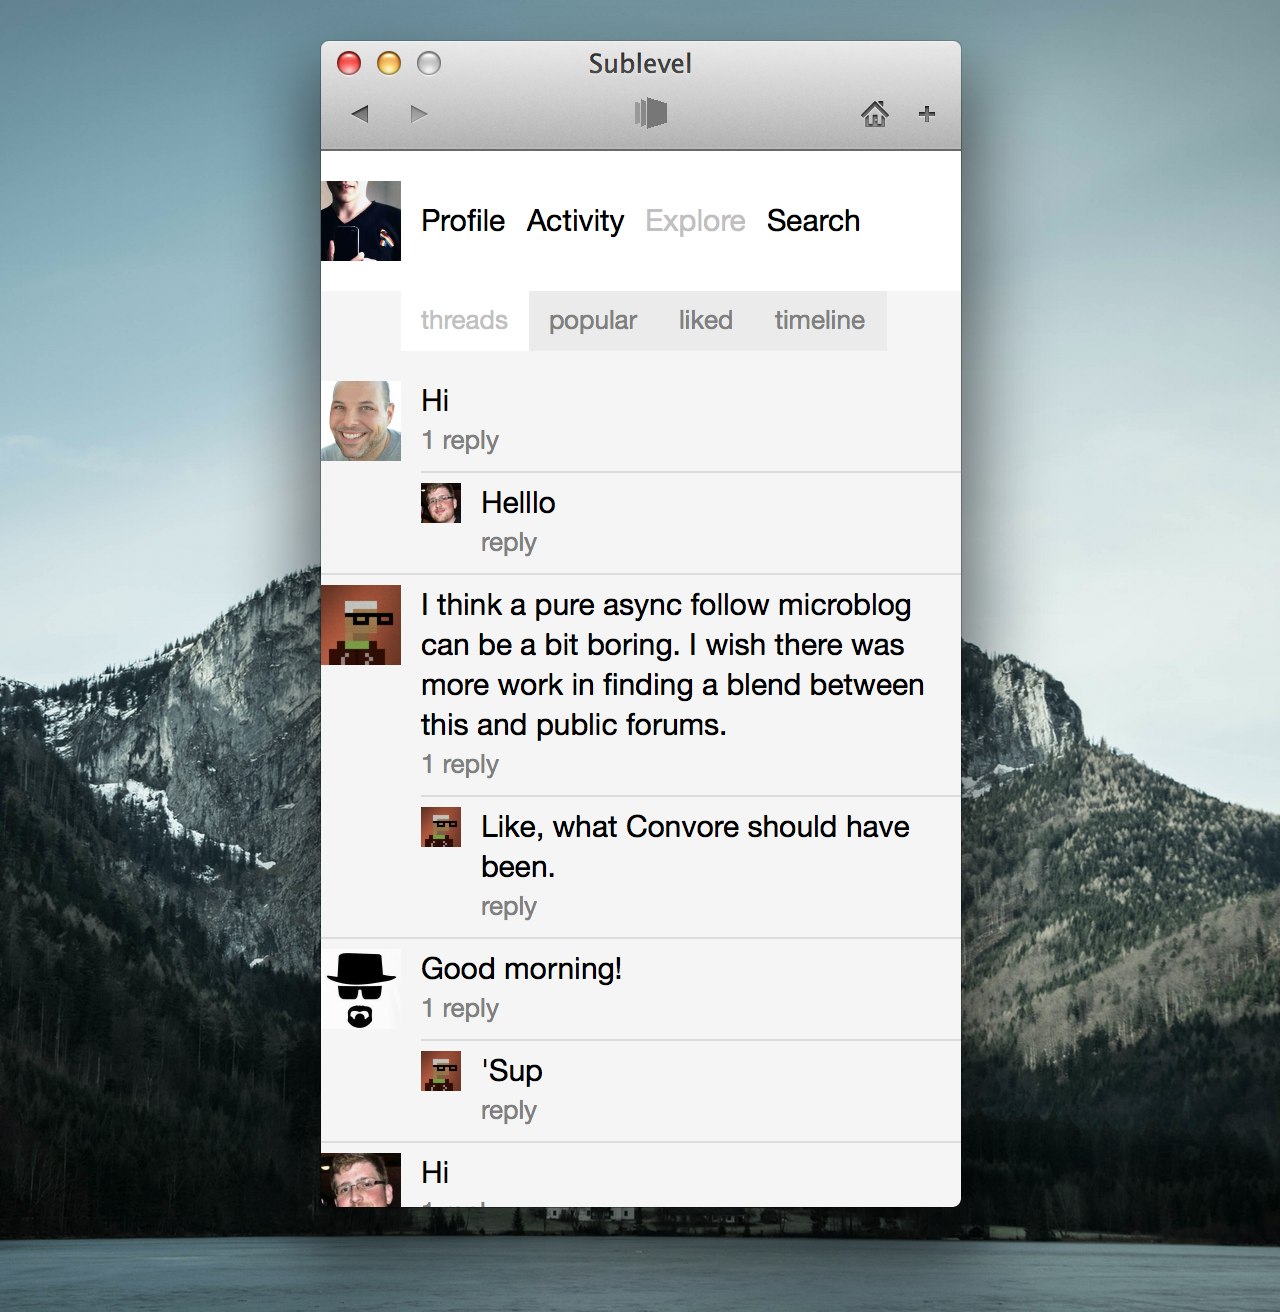 Sublevel
Profile Activity Explore Search
threads popular liked timeline
Hi
1 reply
Helllo
reply
I think a pure async follow microblog
can be a bit boring. I wish there was
more work in finding a blend between
this and public forums.
1 reply
Like, what Convore should have
been.
reply
Good morning!
1 reply
'Sup
reply
Hi